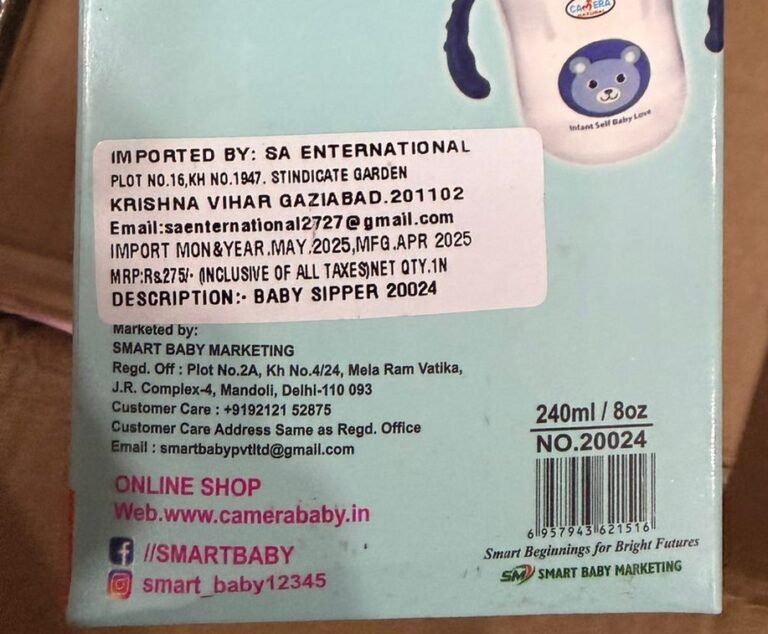 CAMERA
Infant Self Baby Love
IMPORTED BY: SA ENTERNATIONAL
PLOT NO.16,KH NO.1947. STINDICATE GARDEN
KRISHNA VIHAR GAZIABAD.201102
Email:saenternational2727@gmail.com
IMPORT MON&YEAR.MAY.2025,MFG.APR 2025
MRP:Rs275/- (INCLUSIVE OF ALL TAXES)NET QTY.1N
DESCRIPTION:- BABY SIPPER 20024
Marketed by:
SMART BABY MARKETING
Regd. Off : Plot No.2A, Kh No.4/24, Mela Ram Vatika,
J.R. Complex-4, Mandoli, Delhi-110 093
Customer Care : +919212 52875
Customer Care Address Same as Regd. Office
Email : smartbabypvtltd@gmail.com
ONLINE SHOP
Web.www.camerababy.in
//SMARTBABY
smart_baby12345
240ml / 8oz
NO.20024
6 957943 621516
Smart Beginnings for Bright Futures
SM SMART BABY MARKETING